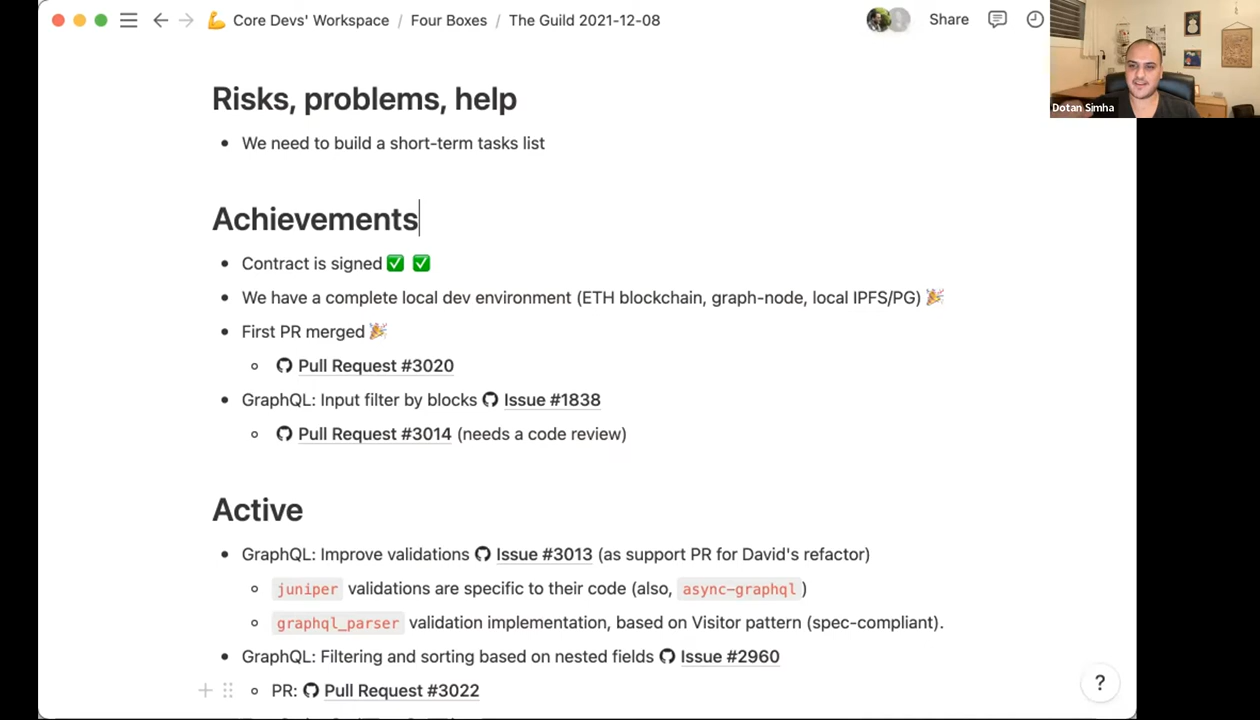 💪 Core Devs' Workspace / Four Boxes / The Guild 2021-12-08 Share
Dotan Simha
Risks, problems, help
• We need to build a short-term tasks list
Achievements
• Contract is signed ✅ ✅
• We have a complete local dev environment (ETH blockchain, graph-node, local IPFS/PG) 🎉
• First PR merged 🎉
◦ Pull Request #3020
• GraphQL: Input filter by blocks Issue #1838
◦ Pull Request #3014 (needs a code review)
Active
• GraphQL: Improve validations Issue #3013 (as support PR for David's refactor)
◦ juniper validations are specific to their code (also, async-graphql)
◦ graphql_parser validation implementation, based on Visitor pattern (spec-compliant).
• GraphQL: Filtering and sorting based on nested fields Issue #2960
◦ PR: Pull Request #3022
?